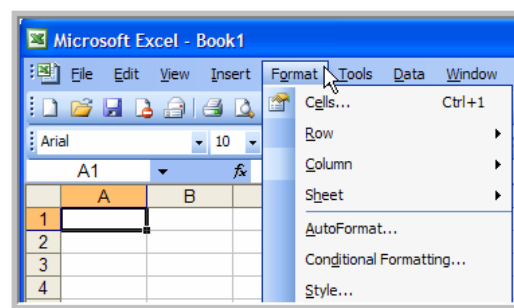 Microsoft Excel - Book1
File Edit View Insert Format Tools Data Window
Cells... Ctrl+1
Arial 10 Row
A1 fx Column
A B Sheet
1 AutoFormat...
2
3 Conditional Formatting...
4 Style...